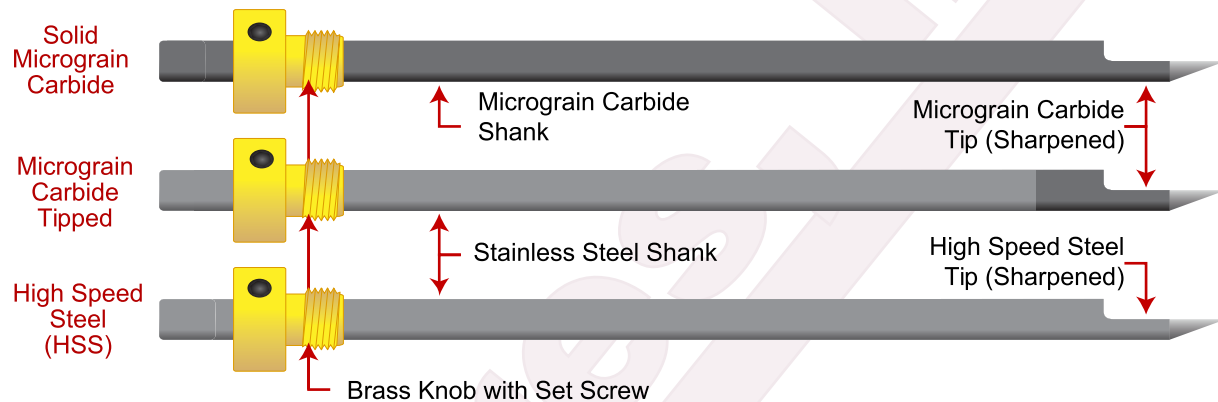 Solid
Micrograin
Carbide
Micrograin Carbide
Shank
Micrograin Carbide
Tip (Sharpened)
Micrograin
Carbide
Tipped
Stainless Steel Shank
High Speed Steel
Tip (Sharpened)
High Speed
Steel
(HSS)
Brass Knob with Set Screw